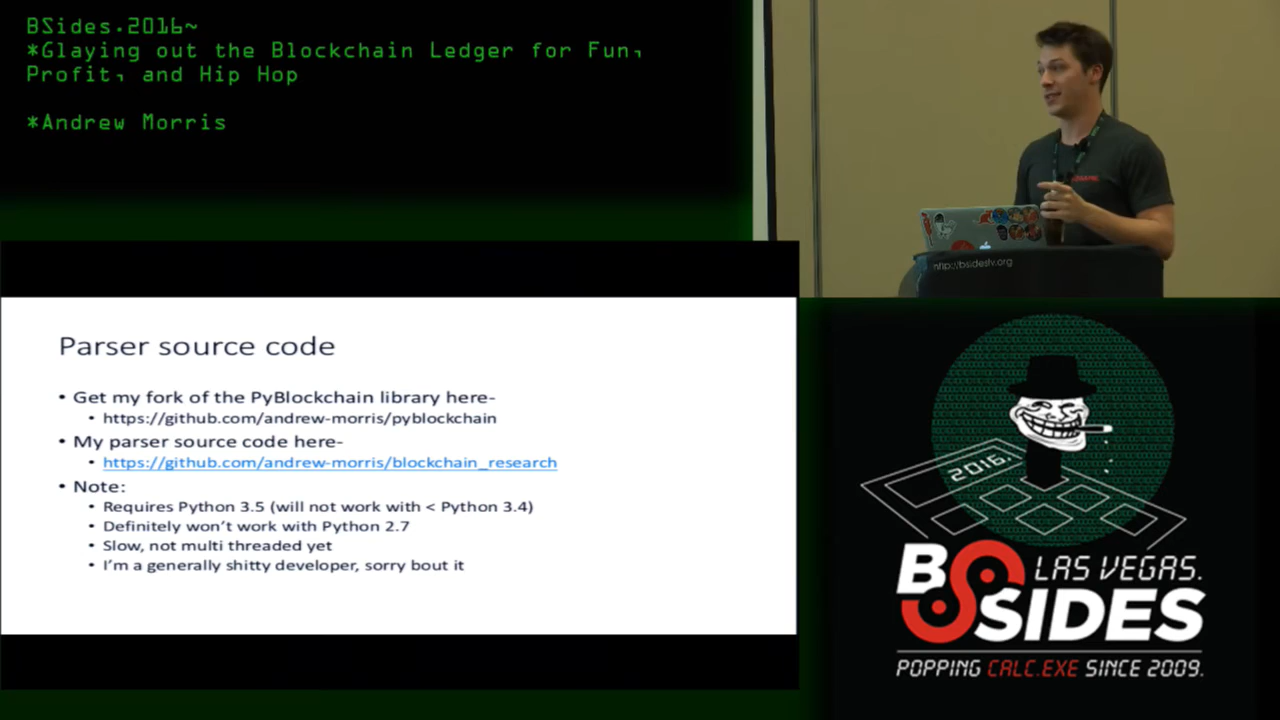 BSides.2016~
*Glaying out the Blockchain Ledger for Fun,
Profit, and Hip Hop
*Andrew Morris
http://bsideslv.org
Parser source code
• Get my fork of the PyBlockchain library here-
• https://github.com/andrew-morris/pyblockchain
• My parser source code here-
• https://github.com/andrew-morris/blockchain_research
• Note:
• Requires Python 3.5 (will not work with < Python 3.4)
• Definitely won't work with Python 2.7
• Slow, not multi threaded yet
• I'm a generally shitty developer, sorry bout it
2016.
BSIDES
LAS VEGAS.
POPPING CALC.EXE SINCE 2009.